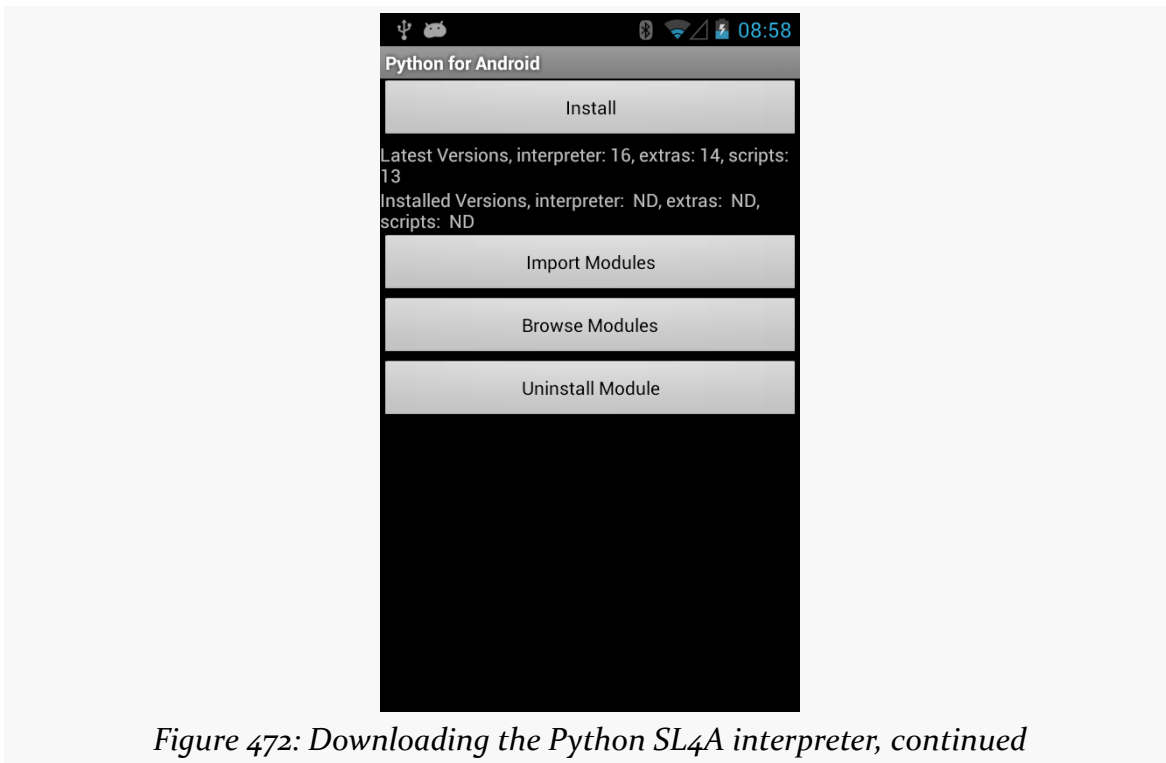 08:58
Python for Android
Install
Latest Versions, interpreter: 16, extras: 14, scripts:
13
Installed Versions, interpreter:  ND, extras:  ND,
scripts:  ND
Import Modules
Browse Modules
Uninstall Module
Figure 472: Downloading the Python SL4A interpreter, continued